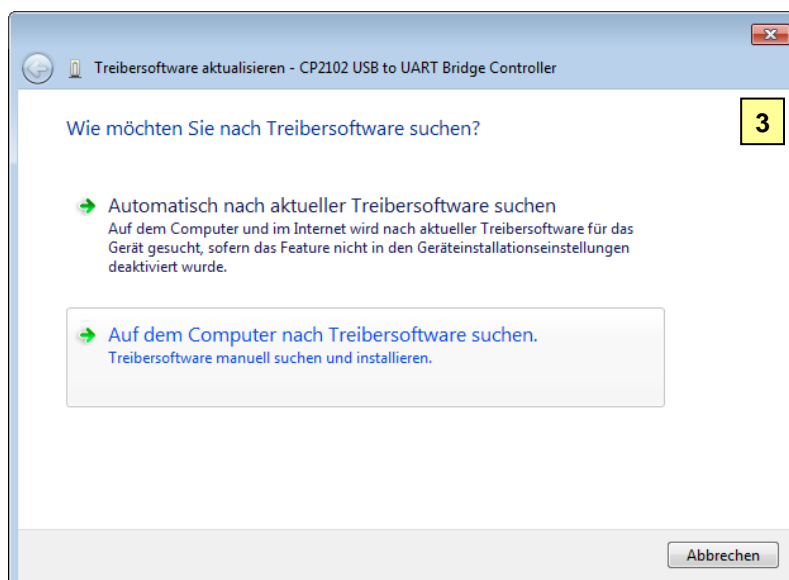 Treibersoftware aktualisieren - CP2102 USB to UART Bridge Controller
Wie möchten Sie nach Treibersoftware suchen?
3
Automatisch nach aktueller Treibersoftware suchen
Auf dem Computer und im Internet wird nach aktueller Treibersoftware für das
Gerät gesucht, sofern das Feature nicht in den Geräteinstallationseinstellungen
deaktiviert wurde.
Auf dem Computer nach Treibersoftware suchen.
Treibersoftware manuell suchen und installieren.
Abbrechen